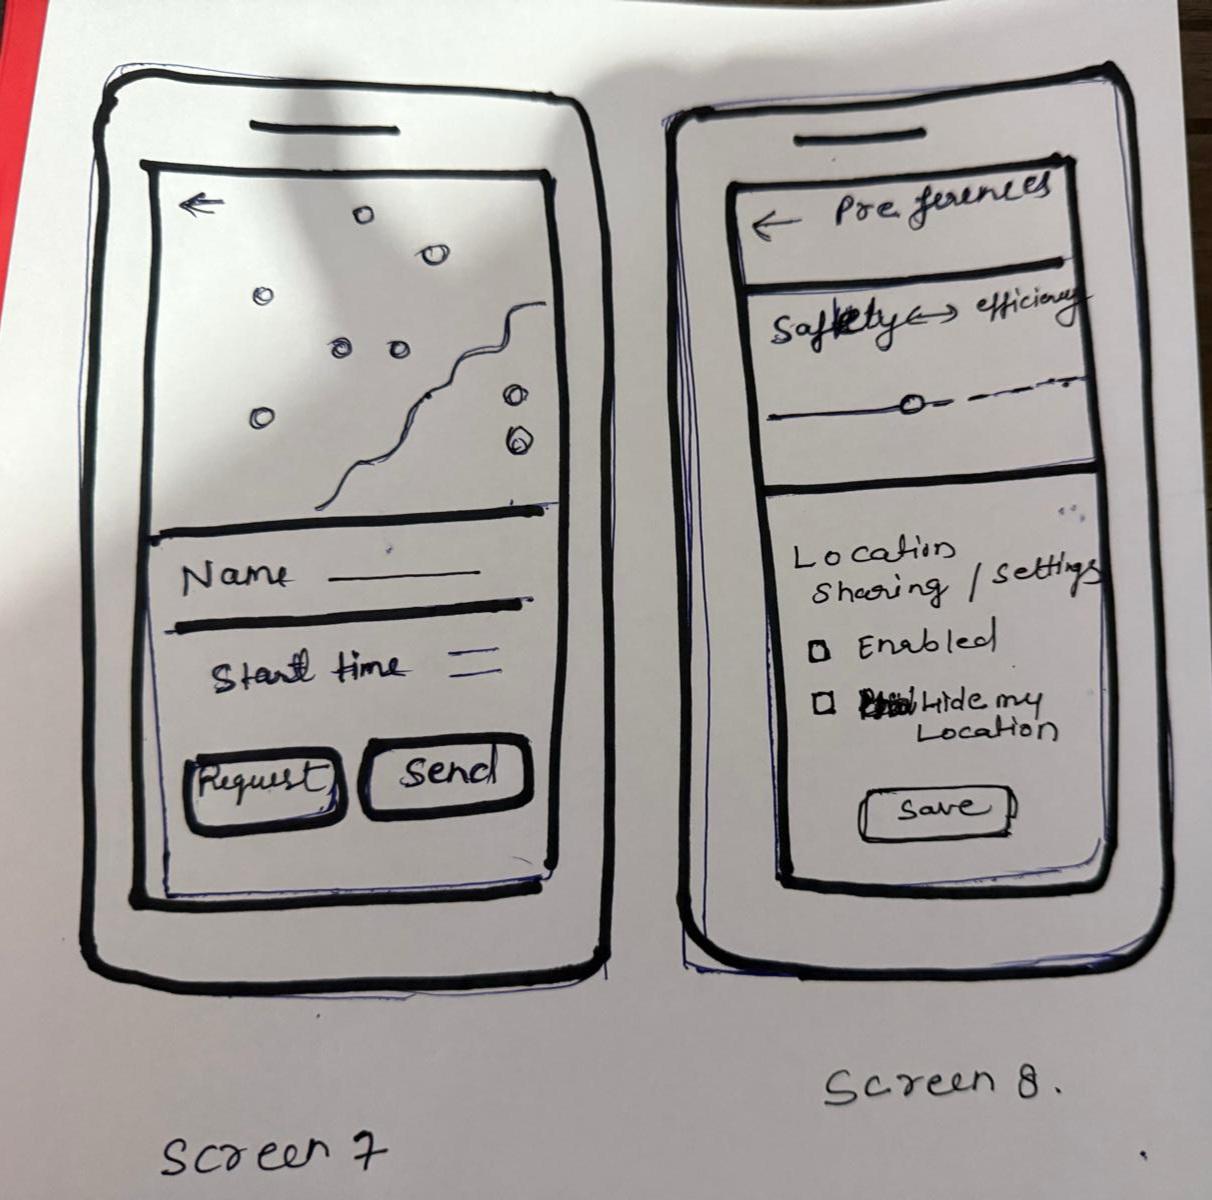 Name
Start time
Request
Send
Screen 7
Preferences
Safety ↔ efficiency
Location
Sharing / Settings
Enabled
Hide my
Location
Save
Screen 8.